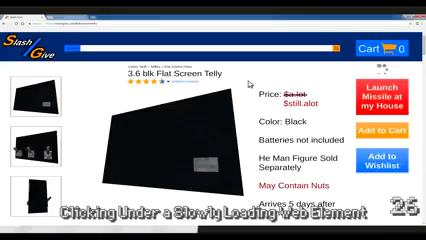 Slash
Give
Cart 0
3.6 blk Flat Screen Telly
Price: $a.lot
$still.alot
Color: Black
Batteries not included
He Man Figure Sold
Separately
May Contain Nuts
Arrives 5 days after
Launch
Missile at
my House
Add to Cart
Add to
Wishlist
Clicking Under a Slowly Loading Web Element
26